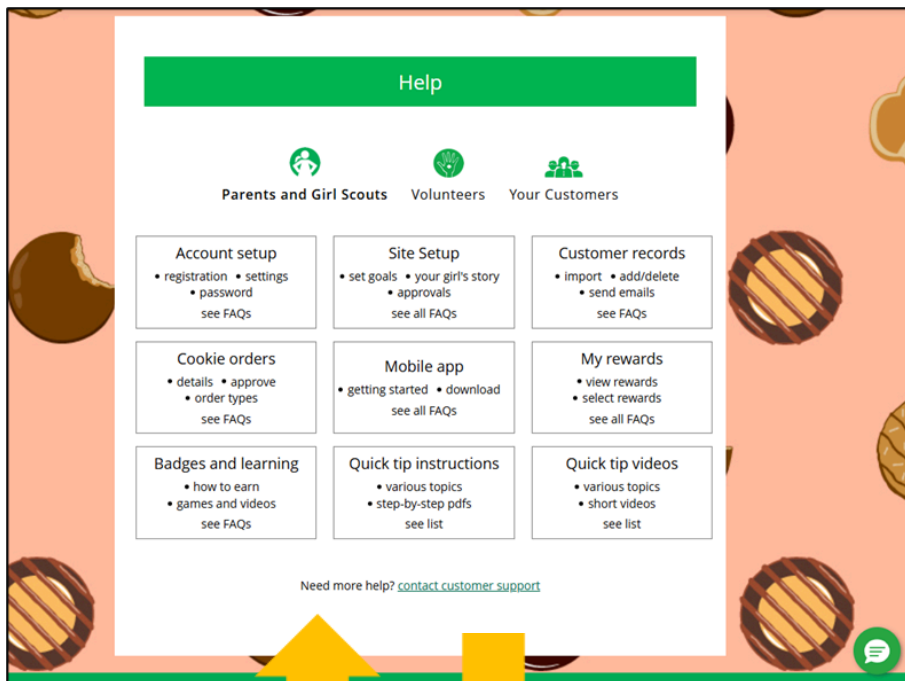 Help
Parents and Girl Scouts Volunteers Your Customers
Account setup
• registration • settings
• password
see FAQs
Site Setup
• set goals • your girl's story
• approvals
see all FAQs
Customer records
• import • add/delete
• send emails
see FAQs
Cookie orders
• details • approve
• order types
see FAQs
Mobile app
• getting started • download
see all FAQs
My rewards
• view rewards
• select rewards
see all FAQs
Badges and learning
• how to earn
• games and videos
see FAQs
Quick tip instructions
• various topics
• step-by-step pdfs
see list
Quick tip videos
• various topics
• short videos
see list
Need more help? contact customer support